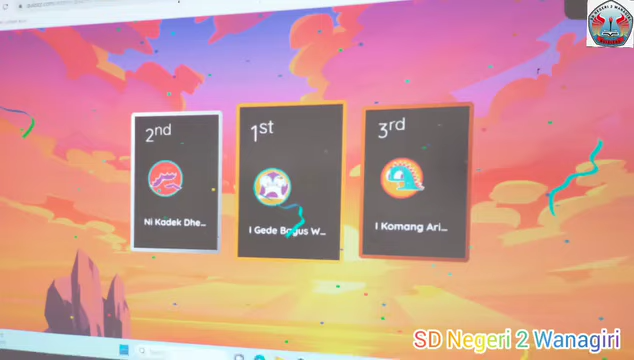 2nd
1st
3rd
Ni Kadek Dhe...
I Gede Bagus W...
I Komang Ari...
SD Negeri 2 Wanagiri